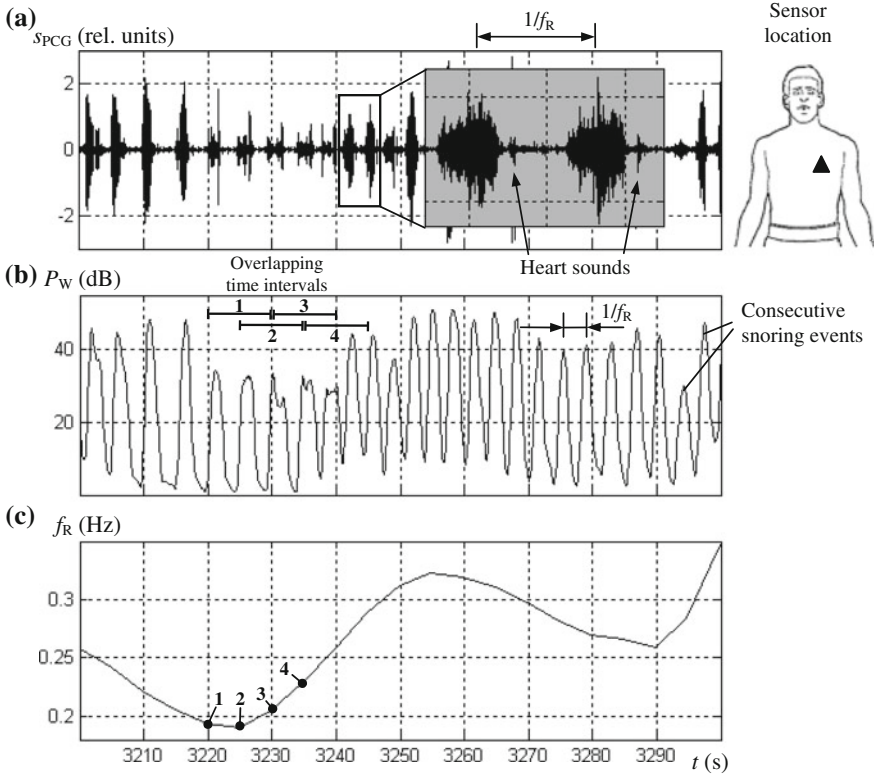 (a)
s_PCG (rel. units)
1/f_R
Sensor
location
2
0
-2
Heart sounds
(b)
P_W (dB)
Overlapping
time intervals
1
3
2
4
1/f_R
Consecutive
snoring events
40
20
(c)
f_R (Hz)
0.3
0.25
0.2
1
2
3
4
3210
3220
3230
3240
3250
3260
3270
3280
3290
t (s)